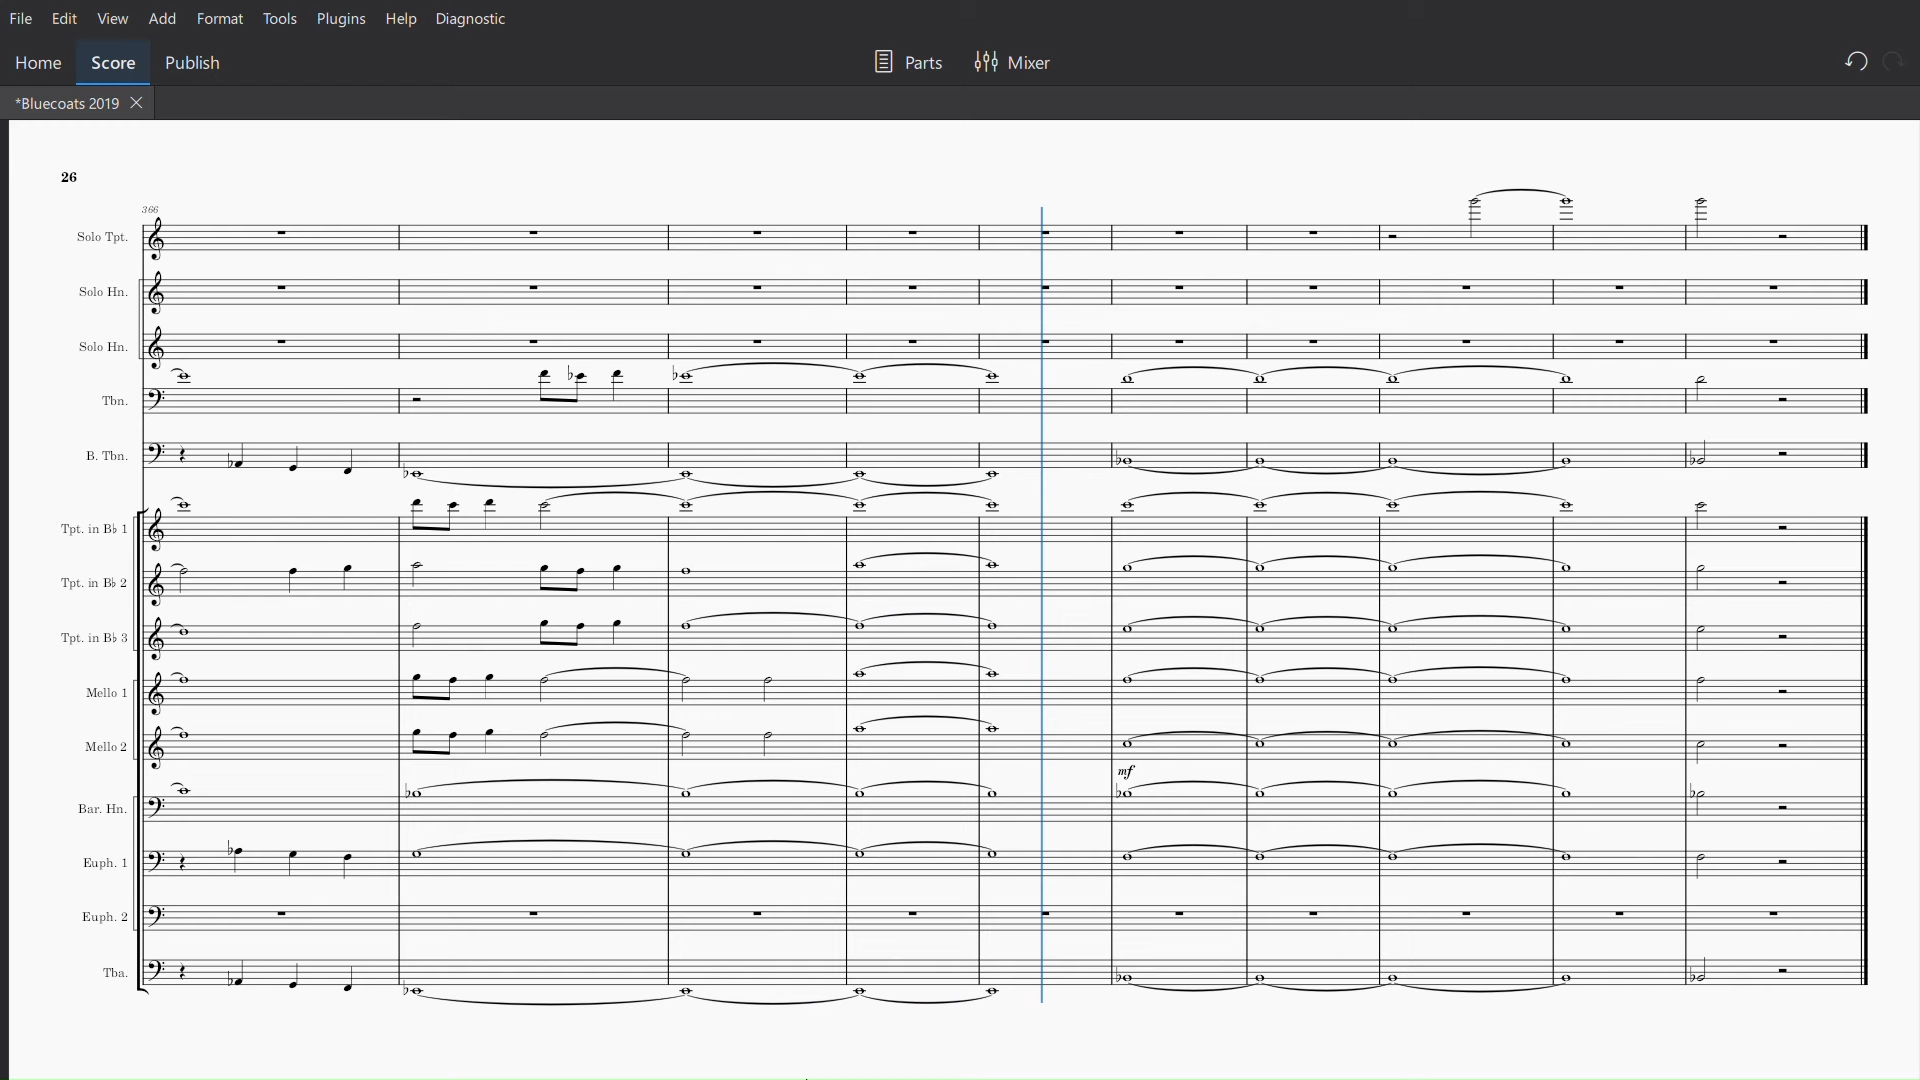 File Edit View Add Format Tools Plugins Help Diagnostic
Home Score Publish Parts Mixer
*Bluecoats 2019
26
366
Solo Tpt.
Solo Hn.
Solo Hn.
Tbn.
B. Tbn.
Tpt. in B♭ 1
Tpt. in B♭ 2
Tpt. in B♭ 3
Mello 1
Mello 2
mf
Bar. Hn.
Euph. 1
Euph. 2
Tba.